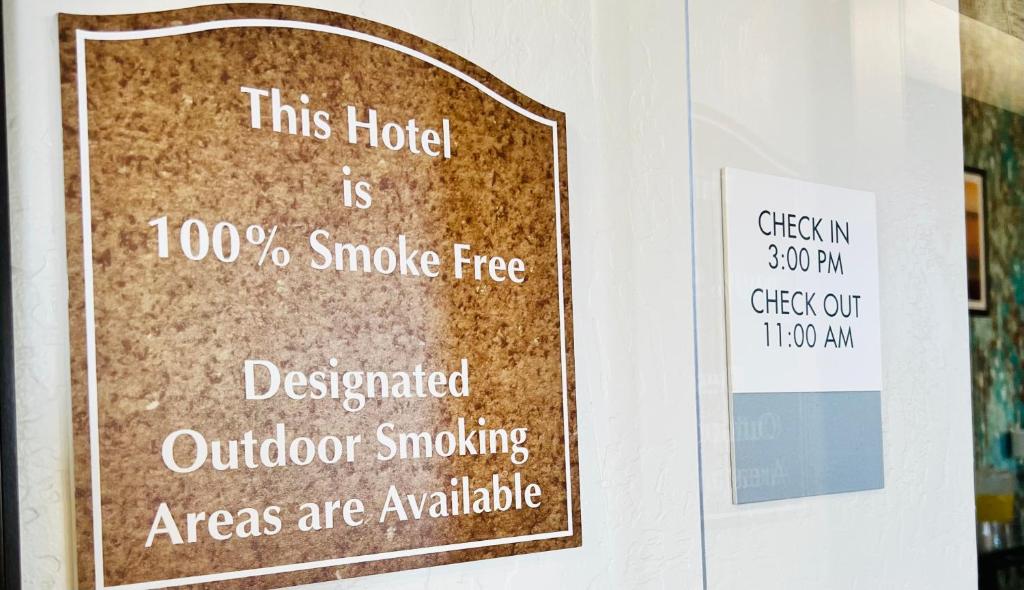 This Hotel
is
100% Smoke Free
Designated
Outdoor Smoking
Areas are Available
CHECK IN
3:00 PM
CHECK OUT
11:00 AM